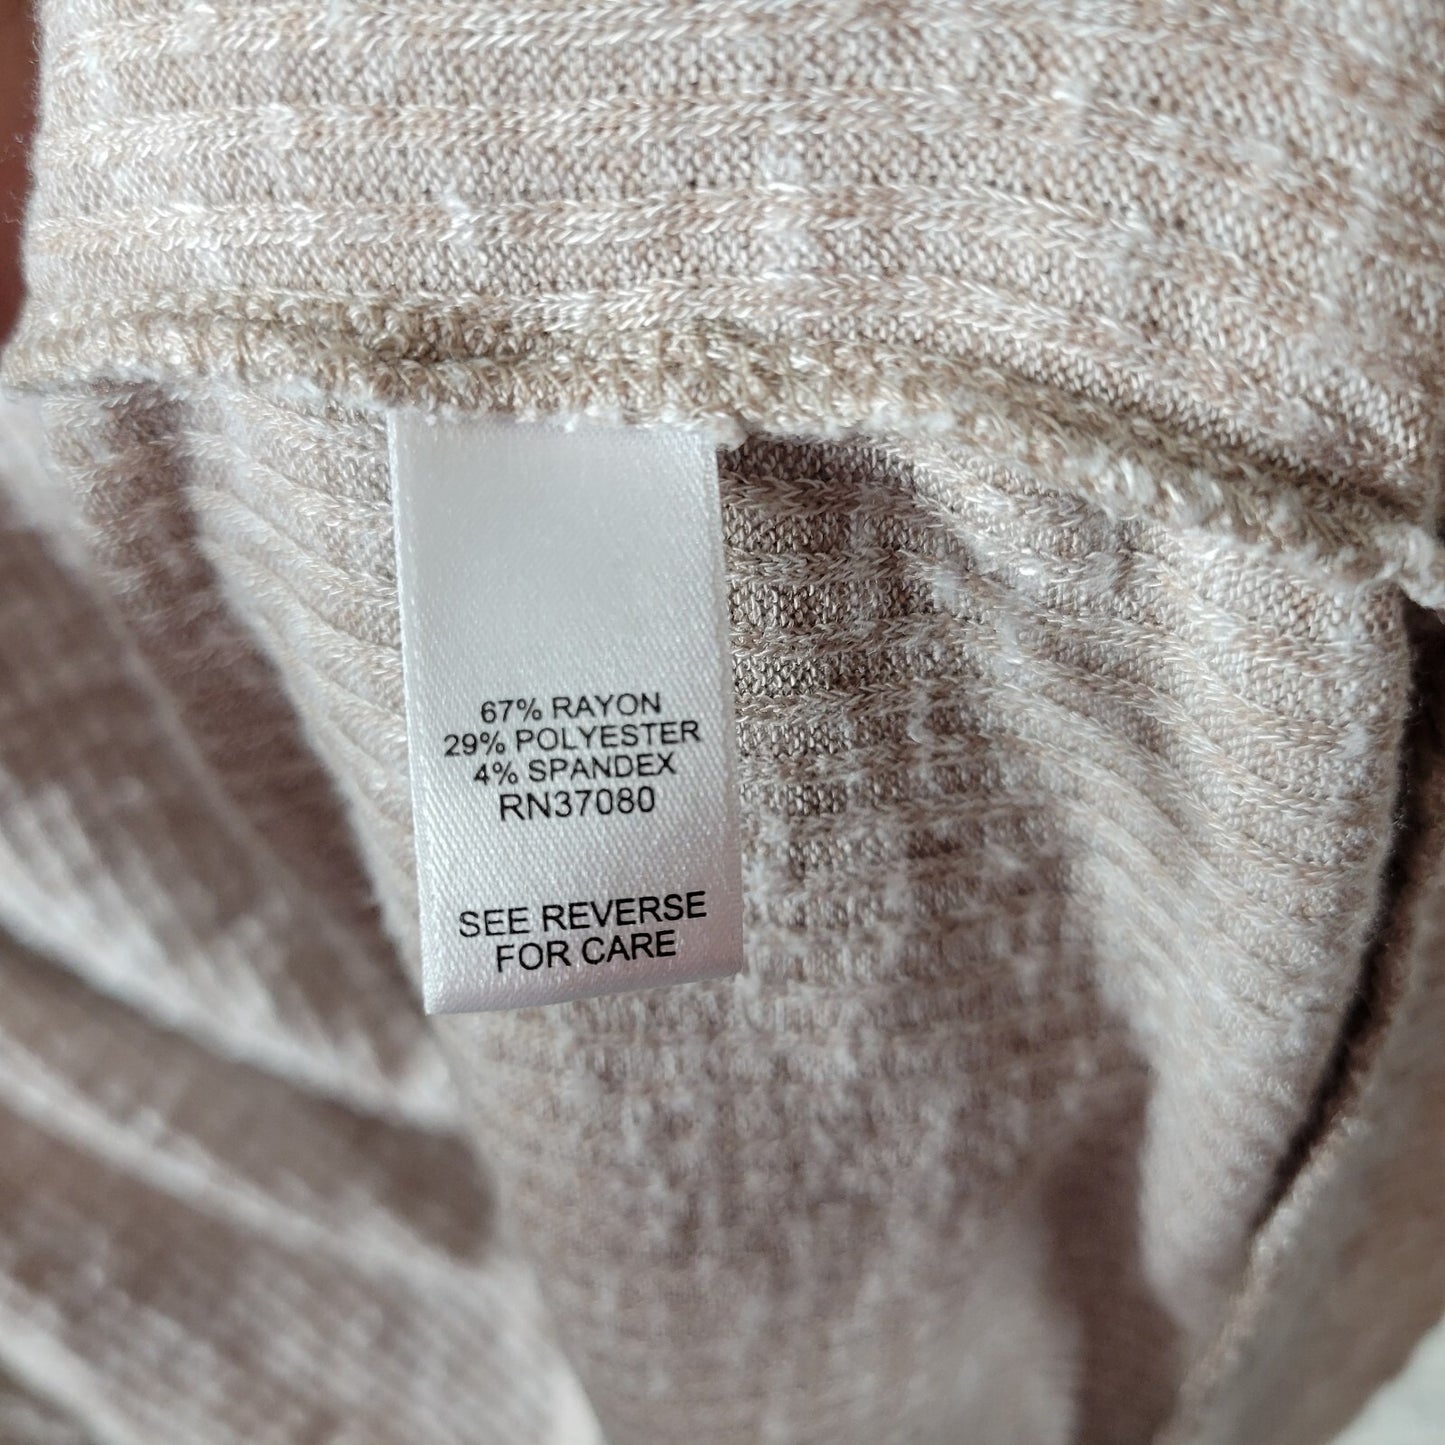 67% RAYON
29% POLYESTER
4% SPANDEX
RN37080
SEE REVERSE
FOR CARE